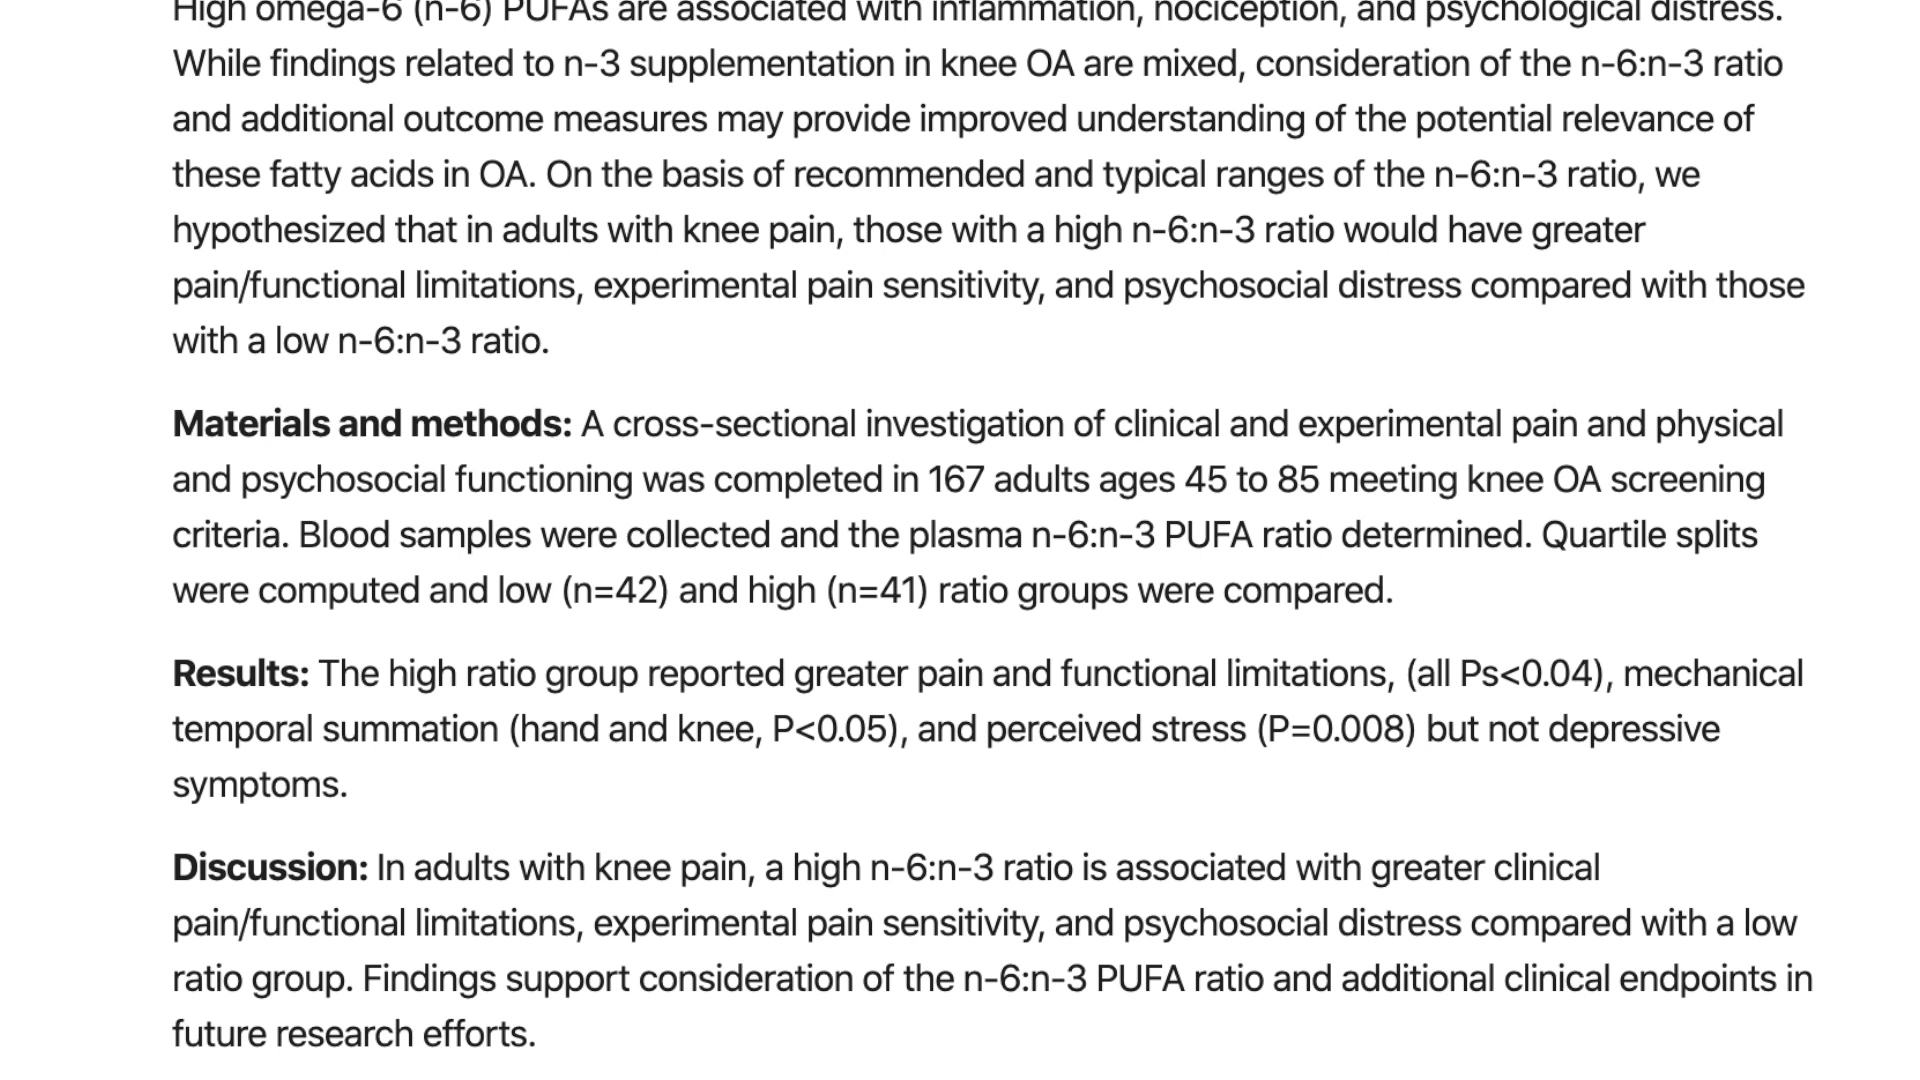 High omega-6 (n-6) PUFAs are associated with inflammation, nociception, and psychological distress.
While findings related to n-3 supplementation in knee OA are mixed, consideration of the n-6:n-3 ratio
and additional outcome measures may provide improved understanding of the potential relevance of
these fatty acids in OA. On the basis of recommended and typical ranges of the n-6:n-3 ratio, we
hypothesized that in adults with knee pain, those with a high n-6:n-3 ratio would have greater
pain/functional limitations, experimental pain sensitivity, and psychosocial distress compared with those
with a low n-6:n-3 ratio.
Materials and methods: A cross-sectional investigation of clinical and experimental pain and physical
and psychosocial functioning was completed in 167 adults ages 45 to 85 meeting knee OA screening
criteria. Blood samples were collected and the plasma n-6:n-3 PUFA ratio determined. Quartile splits
were computed and low (n=42) and high (n=41) ratio groups were compared.
Results: The high ratio group reported greater pain and functional limitations, (all Ps<0.04), mechanical
temporal summation (hand and knee, P<0.05), and perceived stress (P=0.008) but not depressive
symptoms.
Discussion: In adults with knee pain, a high n-6:n-3 ratio is associated with greater clinical
pain/functional limitations, experimental pain sensitivity, and psychosocial distress compared with a low
ratio group. Findings support consideration of the n-6:n-3 PUFA ratio and additional clinical endpoints in
future research efforts.